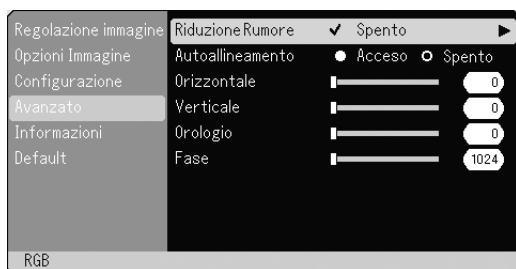 Regolazione immagine
Opzioni Immagine
Configurazione
Avanzato
Informazioni
Default
Riduzione Rumore ✓ Spento ▶
Autoallineamento Acceso Spento
Orizzontale 0
Verticale 0
Orologio 0
Fase 1024
RGB